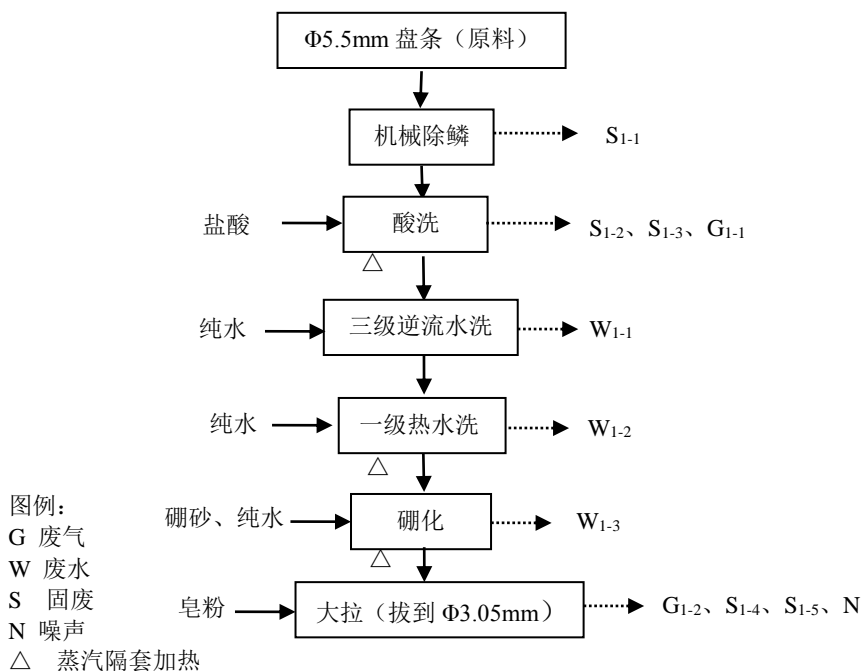 Φ5.5mm 盘条（原料）
机械除鳞
S1-1
盐酸
酸洗
S1-2、S1-3、G1-1
△
纯水
三级逆流水洗
W1-1
纯水
一级热水洗
W1-2
△
硼砂、纯水
硼化
W1-3
△
皂粉
大拉（拔到 Φ3.05mm）
G1-2、S1-4、S1-5、N
图例：
G 废气
W 废水
S 固废
N 噪声
△ 蒸汽隔套加热